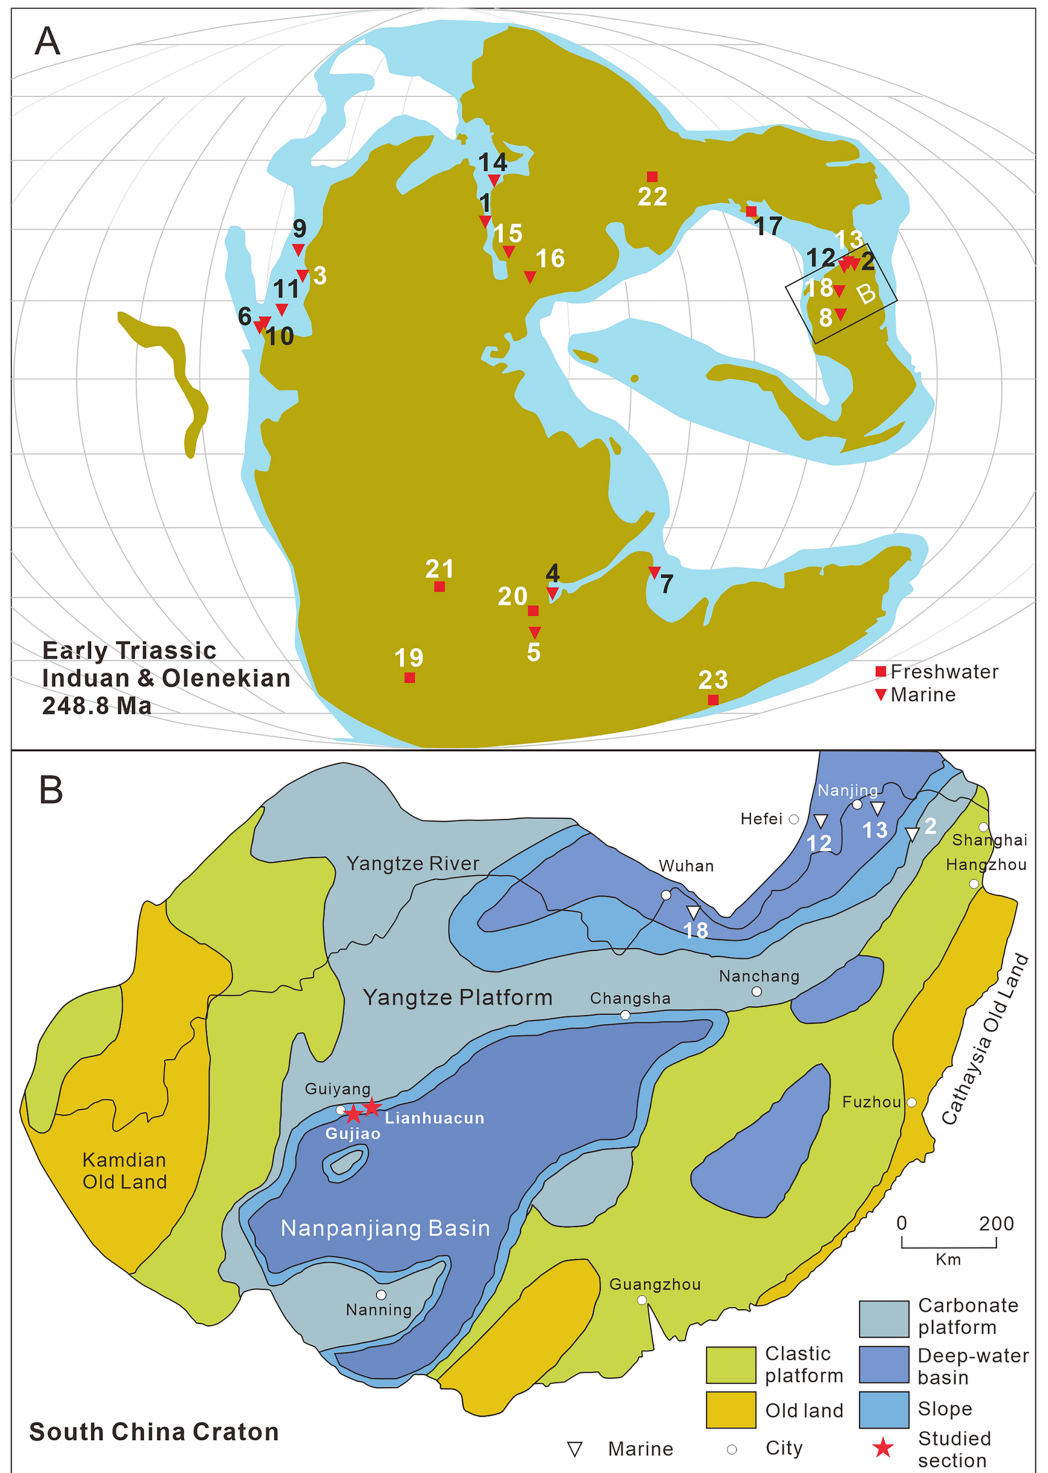 A
14
1
15
16
22
17
9
3
11
6
10
13
12
2
18
B
8
21
4
20
7
5
19
23
Early Triassic
Induan & Olenekian
248.8 Ma
Freshwater
Marine
B
Nanjing
Hefei
12
13
2
Shanghai
Hangzhou
Yangtze River
Wuhan
18
Nanchang
Yangtze Platform
Changsha
Cathaysia Old Land
Guiyang
Lianhuacun
Gujiao
Fuzhou
Kamdian
Old Land
Nanpanjiang Basin
0 200
Km
Guangzhou
Nanning
Carbonate
platform
Clastic
platform
Deep-water
basin
Old land
Slope
South China Craton
Marine
City
Studied
section